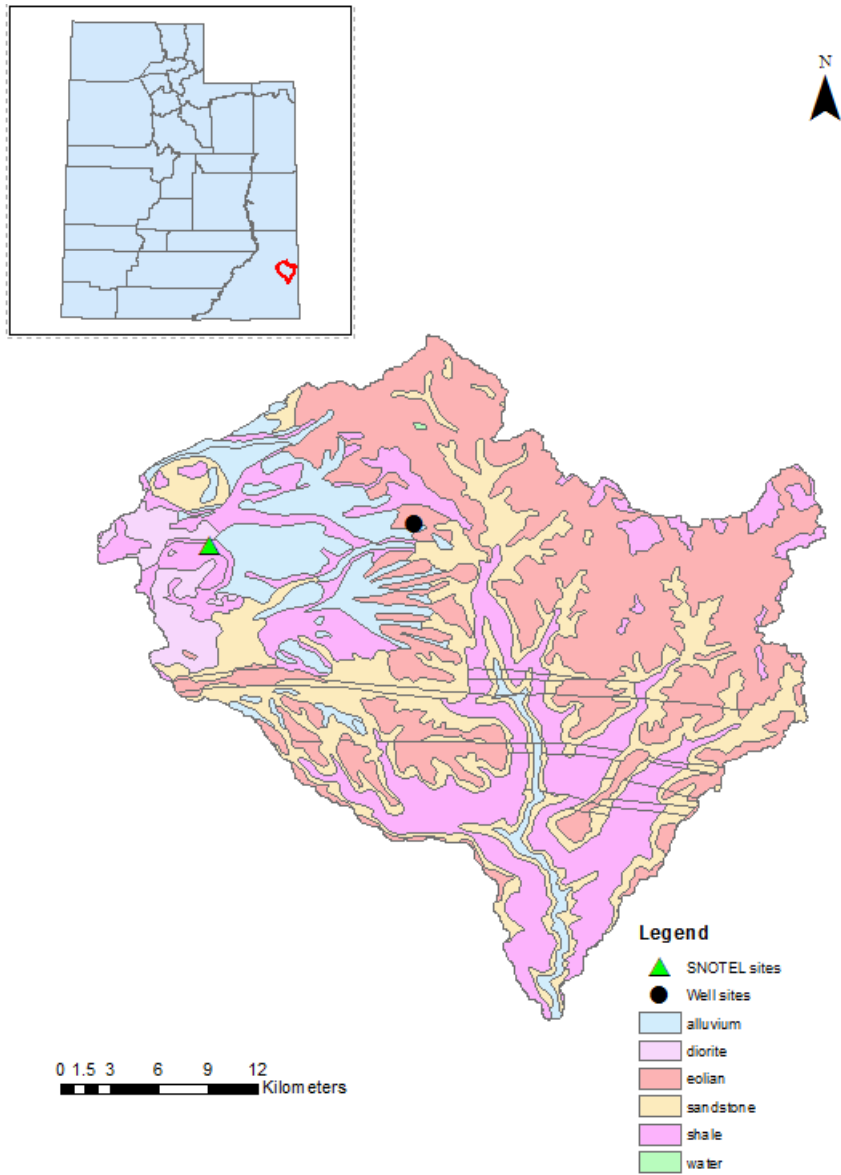 N
Legend
SNOTEL sites
Well sites
alluvium
diorite
eolian
sandstone
shale
water
0 1.5 3 6 9 12
Kilometers